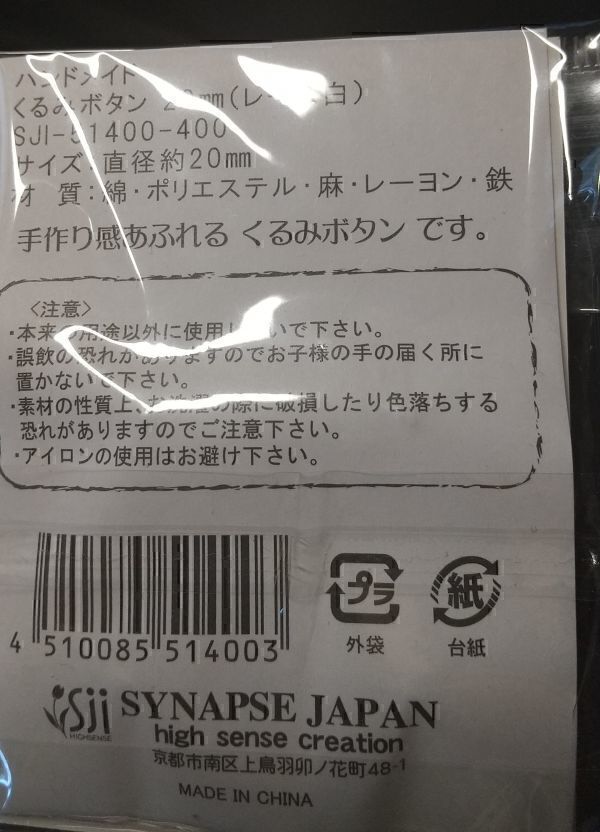 ハンドメイド
くるみボタン 20mm(レース白)
SJI-51400-400
サイズ:直径約20mm
材 質:綿・ポリエステル・麻・レーヨン・鉄
手作り感あふれる くるみボタン です。
<注意>
・本来の用途以外に使用しないで下さい。
・誤飲の恐れがありますのでお子様の手の届く所に
置かないで下さい。
・素材の性質上、お洗濯の際に破損したり色落ちする
恐れがありますのでご注意下さい。
・アイロンの使用はお避け下さい。
4 510085 514003
プラ
外袋
紙
台紙
Sji
HIGHSENSE
SYNAPSE JAPAN
high sense creation
京都市南区上鳥羽卯ノ花町48-1
MADE IN CHINA